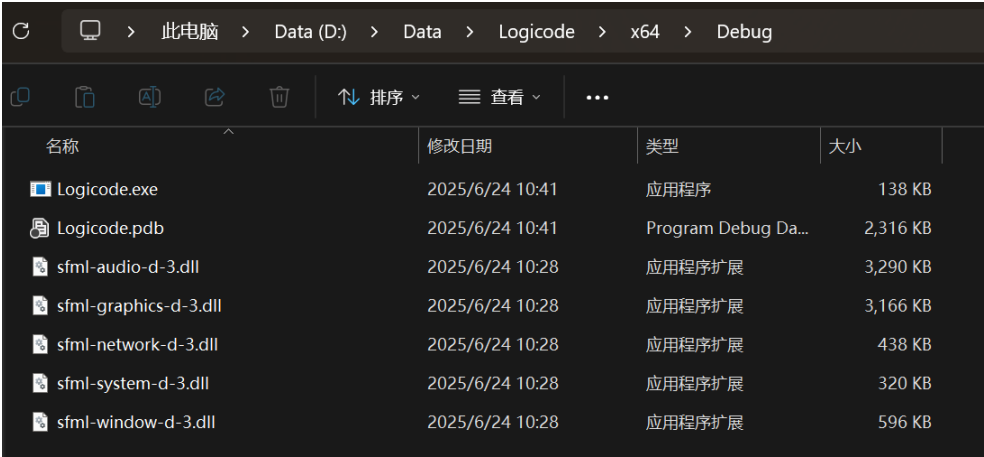 此电脑 > Data (D:) > Data > Logicode > x64 > Debug
排序 查看 ...
名称 修改日期 类型 大小
Logicode.exe 2025/6/24 10:41 应用程序 138 KB
Logicode.pdb 2025/6/24 10:41 Program Debug Da... 2,316 KB
sfml-audio-d-3.dll 2025/6/24 10:28 应用程序扩展 3,290 KB
sfml-graphics-d-3.dll 2025/6/24 10:28 应用程序扩展 3,166 KB
sfml-network-d-3.dll 2025/6/24 10:28 应用程序扩展 438 KB
sfml-system-d-3.dll 2025/6/24 10:28 应用程序扩展 320 KB
sfml-window-d-3.dll 2025/6/24 10:28 应用程序扩展 596 KB